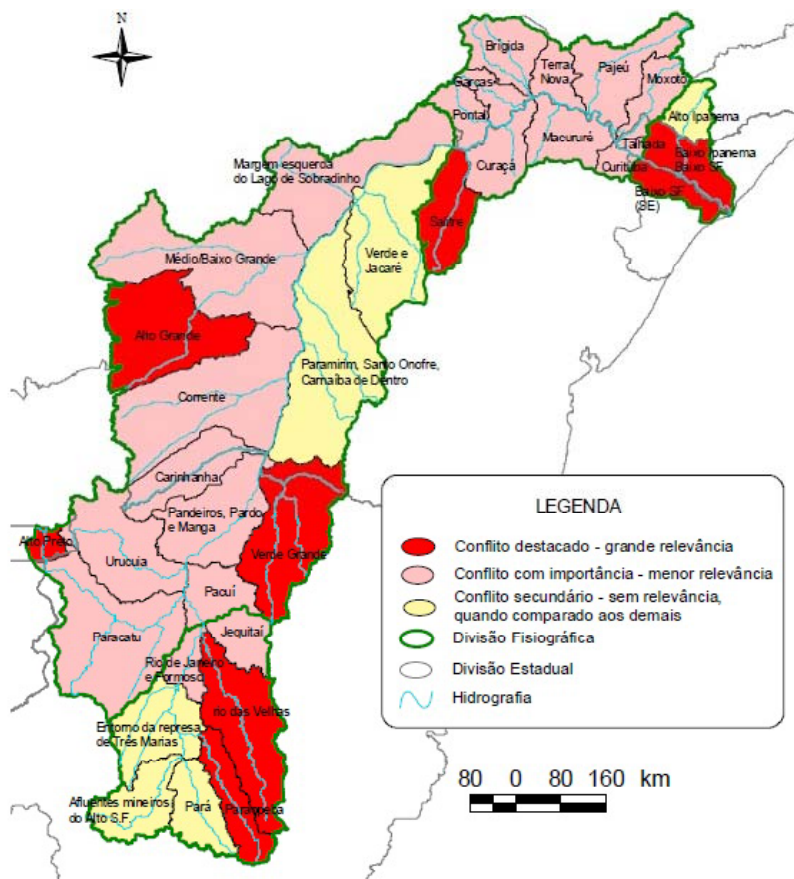 N
Brígida
Terra
Nova
Pajeú
Moxotó
Garças
Pontal
Alto Ipanema
Macururé
Talhada
Baixo Ipanema
Baixo SF
Curaçá
Curituba
Baixo SF
(SE)
Margem esquerda
do Lago de Sobradinho
Salitre
Médio/Baixo Grande
Verde e
Jacaré
Alto Grande
Paramirim, Santo Onofre,
Carnaíba de Dentro
Corrente
Carinhanha
Pandeiros, Pardo
e Manga
Alto Preto
Urucuia
Verde Grande
Pacuí
Paracatu
Jequitaí
Rio de Janeiro
e Formoso
rio das Velhas
Entorno da represa
de Três Marias
Afluentes mineiros
do Alto S.F.
Pará
Paraopeba
LEGENDA
Conflito destacado - grande relevância
Conflito com importância - menor relevância
Conflito secundário - sem relevância,
quando comparado aos demais
Divisão Fisiográfica
Divisão Estadual
Hidrografia
80 0 80 160 km